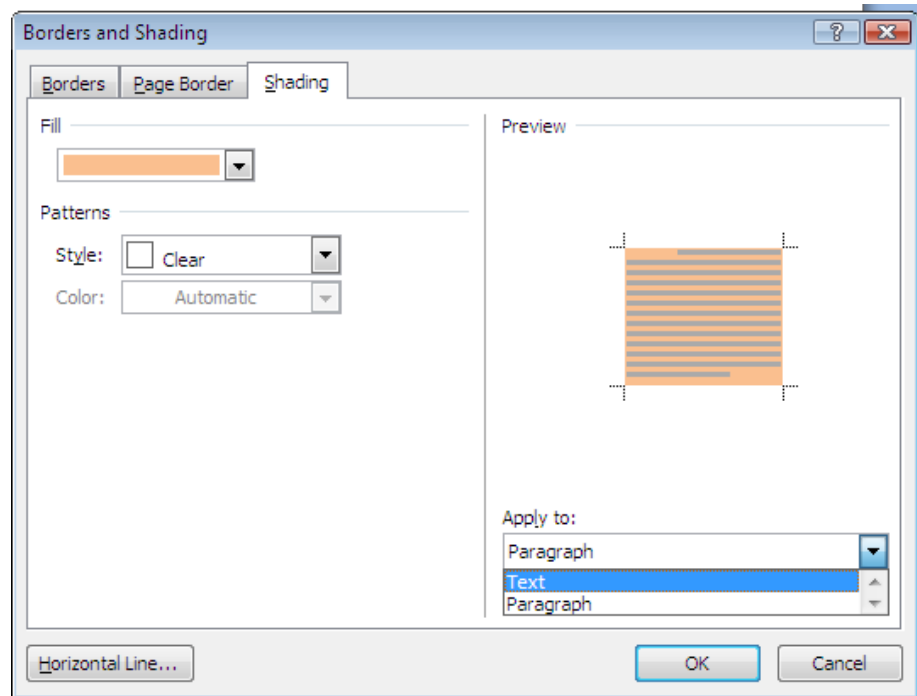 Borders and Shading
Borders Page Border Shading
Fill
Preview
Patterns
Style: Clear
Color: Automatic
Apply to:
Paragraph
Text
Paragraph
Horizontal Line...
OK Cancel